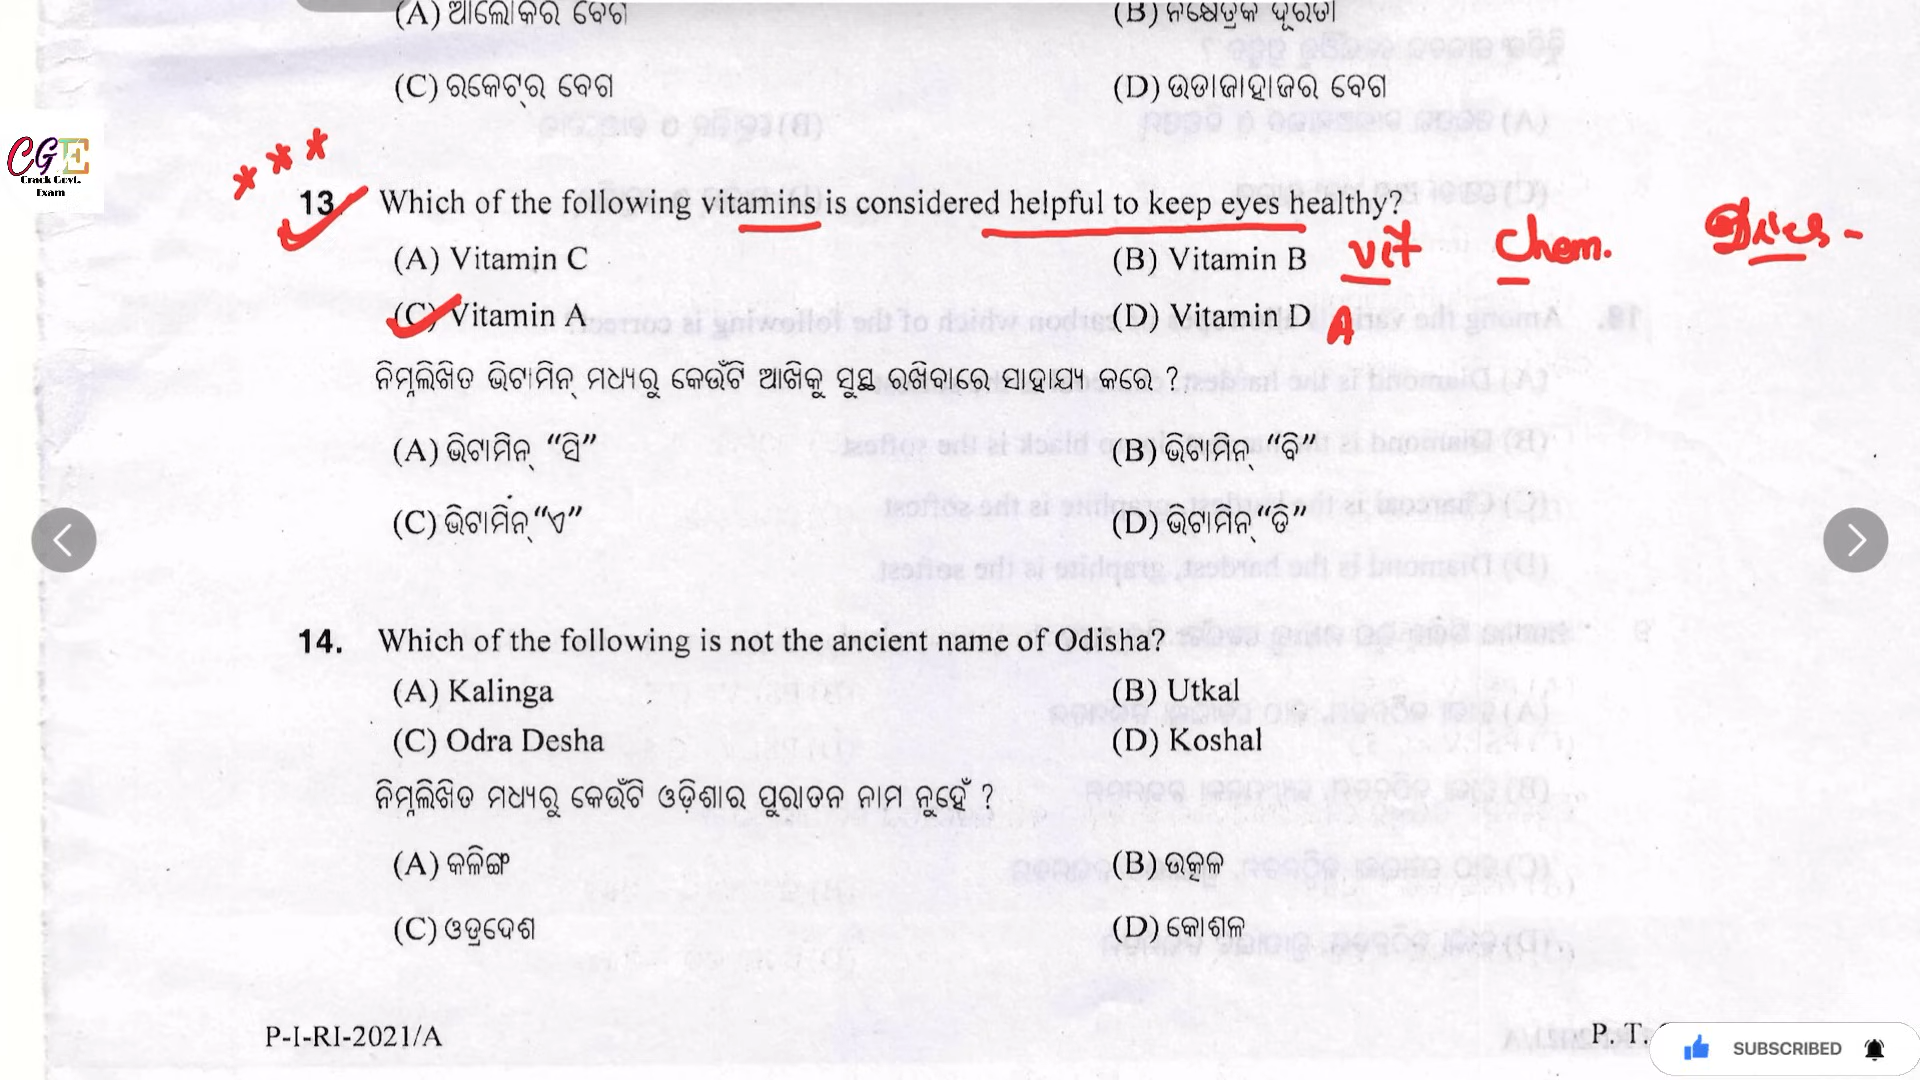 (A) ଆଲୋକର ବେଗ (B) ନକ୍ଷେତ୍ରକ ଦୂରତା
(C) ରକେଟ୍‌ର ବେଗ (D) ଉଡାଜାହାଜର ବେଗ
CGE
Crack Govt.
Exam
*** 13. Which of the following vitamins is considered helpful to keep eyes healthy?
(A) Vitamin C (B) Vitamin B vit Chem.
(C) Vitamin A (D) Vitamin D A
ନିମ୍ନଲିଖିତ ଭିଟାମିନ୍ ମଧ୍ୟରୁ କେଉଁଟି ଆଖିକୁ ସୁସ୍ଥ ରଖିବାରେ ସାହାଯ୍ୟ କରେ ?
(A) ଭିଟାମିନ୍ “ସି” (B) ଭିଟାମିନ୍ “ବି”
(C) ଭିଟାମିନ୍ “ଏ” (D) ଭିଟାମିନ୍ “ଡି”
14. Which of the following is not the ancient name of Odisha?
(A) Kalinga (B) Utkal
(C) Odra Desha (D) Koshal
ନିମ୍ନଲିଖିତ ମଧ୍ୟରୁ କେଉଁଟି ଓଡ଼ିଶାର ପୁରାତନ ନାମ ନୁହେଁ ?
(A) କଳିଙ୍ଗ (B) ଉତ୍କଳ
(C) ଓଡ୍ରଦେଶ (D) କୋଶଳ
P-I-RI-2021/A P. T.
SUBSCRIBED